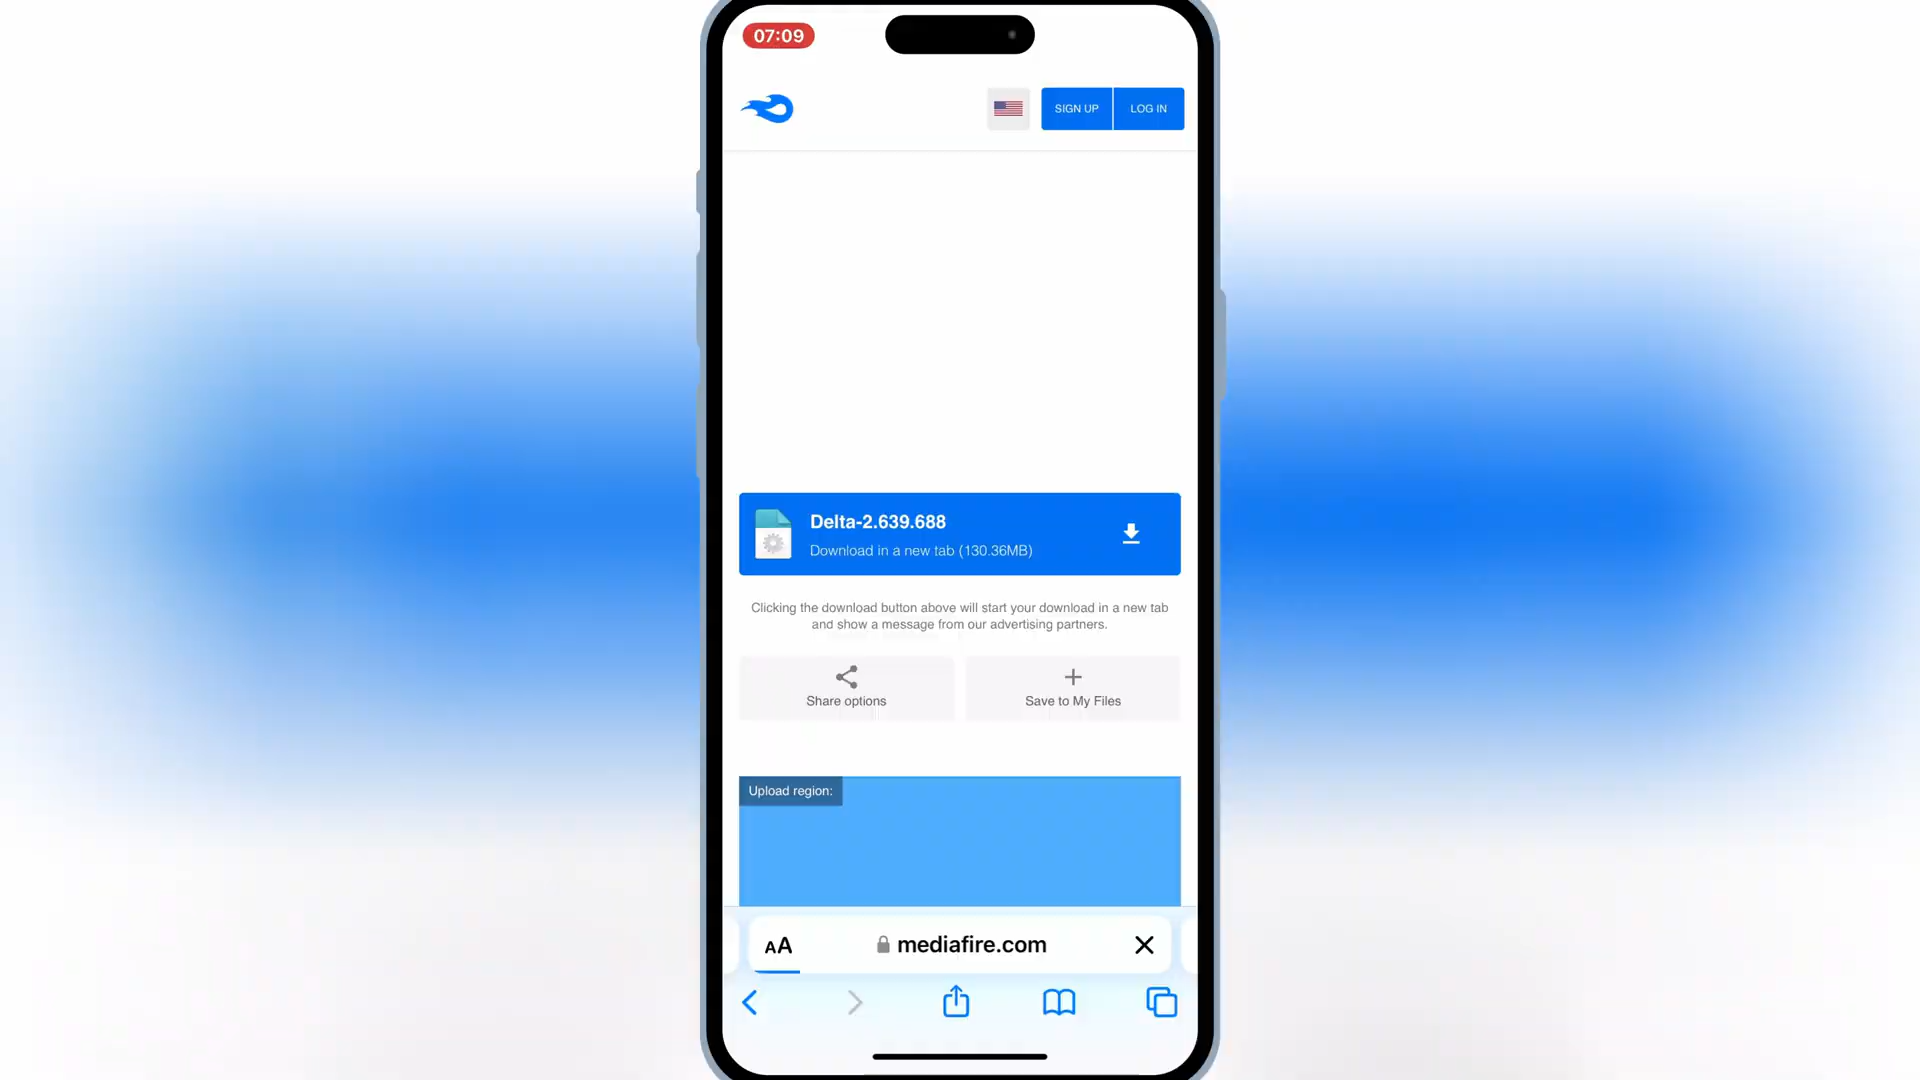 07:09
SIGN UP
LOG IN
Delta-2.639.688
Download in a new tab (130.36MB)
Clicking the download button above will start your download in a new tab
and show a message from our advertising partners.
Share options
Save to My Files
Upload region:
AA
mediafire.com